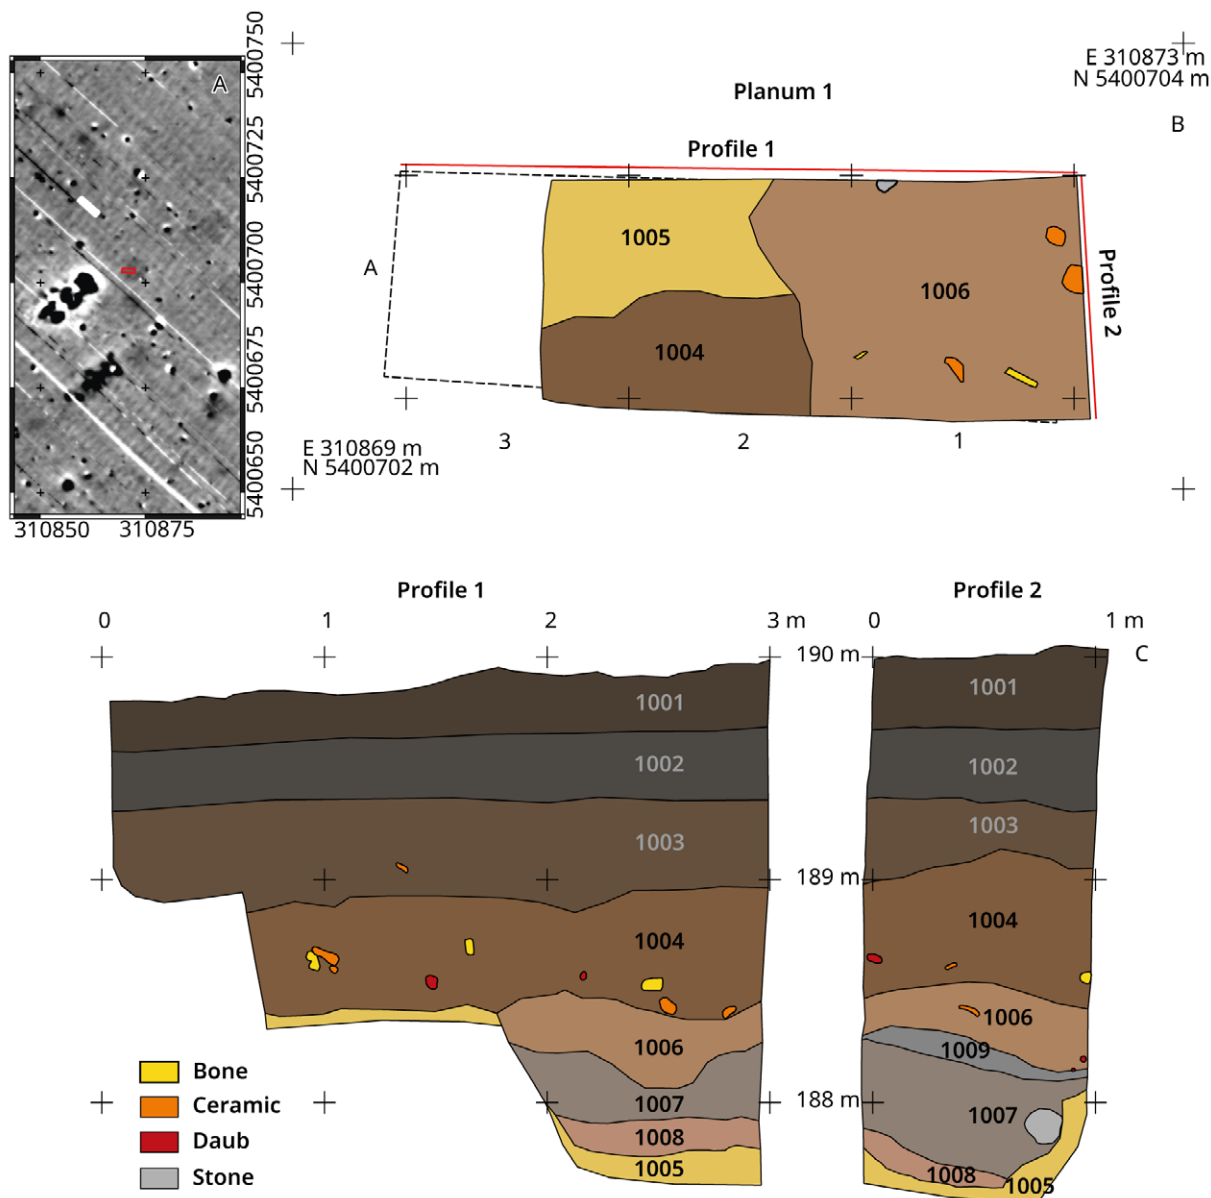 A
5400750
5400725
5400700
5400675
5400650
310850 310875
E 310873 m
N 5400704 m
B
Planum 1
Profile 1
Profile 2
A
1005
1006
1004
3 2 1
E 310869 m
N 5400702 m
Profile 1
0 1 2 3 m
Profile 2
0 1 m
190 m
C
1001
1002
1003
189 m
1004
1006
1007
188 m
1008
1005
1001
1002
1003
1004
1006
1009
1007
1008
1005
Bone
Ceramic
Daub
Stone